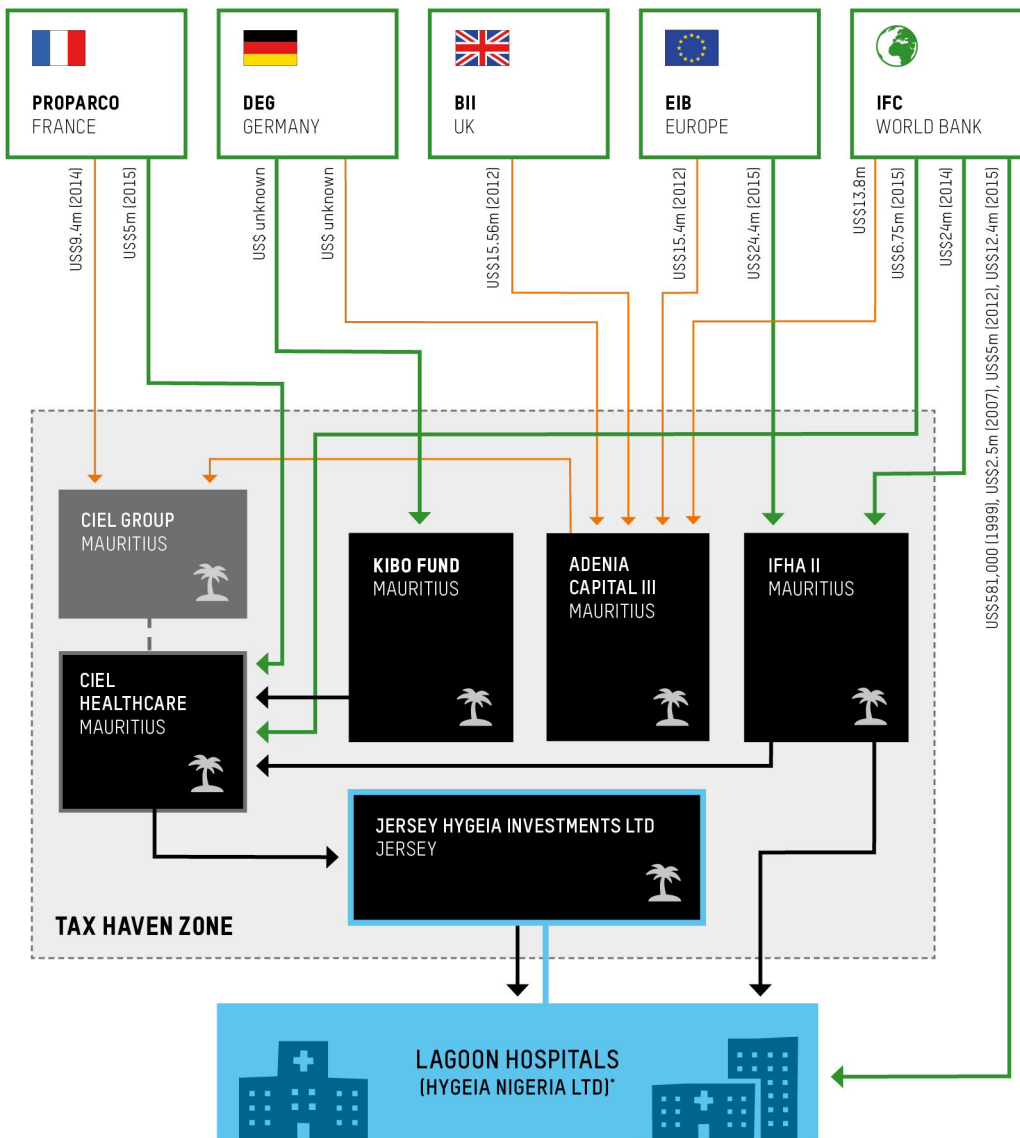 PROPARCO
FRANCE
DEG
GERMANY
BII
UK
EIB
EUROPE
IFC
WORLD BANK
US$9.4m (2014)
US$5m (2015)
US$ unknown
US$ unknown
US$15.56m (2012)
US$15.4m (2012)
US$24.4m (2015)
US$13.8m
US$6.75m (2015)
US$24m (2014)
US$581,000 (1999), US$2.5m (2007), US$5m (2012), US$12.4m (2015)
CIEL GROUP
MAURITIUS
KIBO FUND
MAURITIUS
ADENIA
CAPITAL III
MAURITIUS
IFHA II
MAURITIUS
CIEL
HEALTHCARE
MAURITIUS
JERSEY HYGEIA INVESTMENTS LTD
JERSEY
TAX HAVEN ZONE
LAGOON HOSPITALS
(HYGEIA NIGERIA LTD)*